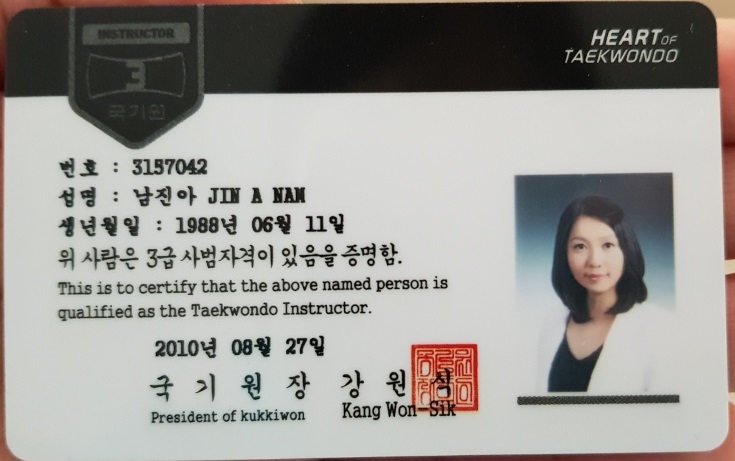 INSTRUCTOR
3
국기원
HEART OF
TAEKWONDO
번호 : 3157042
성명 : 남진아 JIN A NAM
생년월일 : 1988년 06월 11일
위 사람은 3급 사범자격이 있음을 증명함.
This is to certify that the above named person is
qualified as the Taekwondo Instructor.
2010년 08월 27일
국 기 원 장 강 원 식
President of kukkiwon Kang Won-Sik